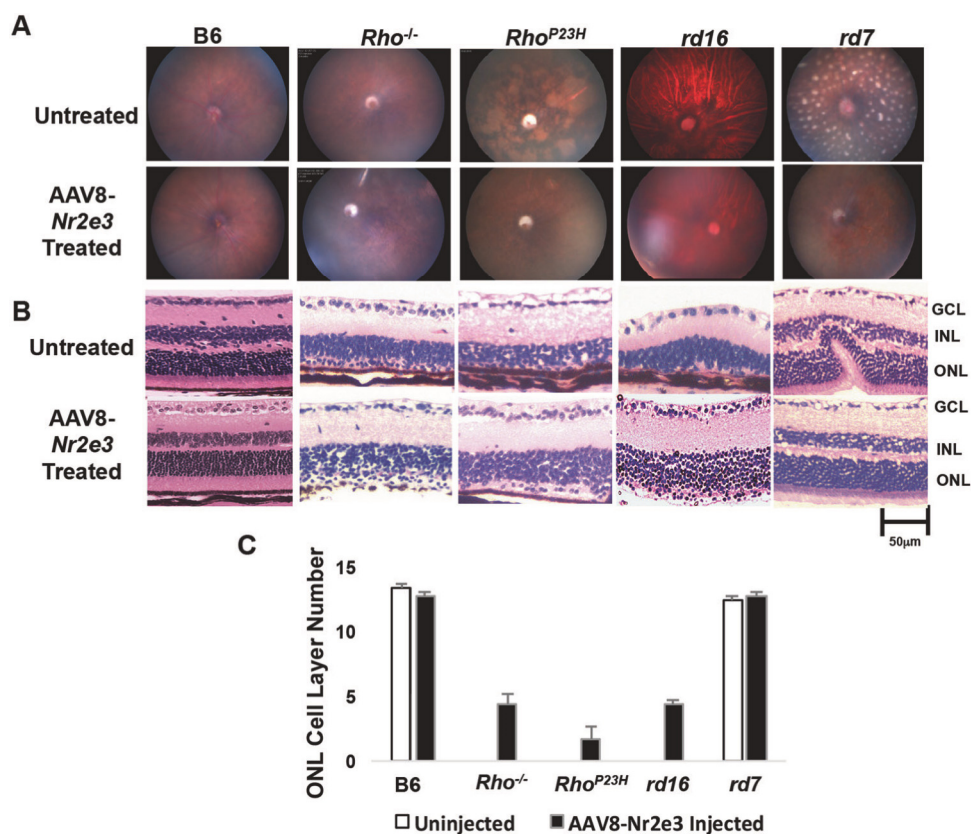 A
B6 Rho-/- RhoP23H rd16 rd7
Untreated
AAV8-
Nr2e3
Treated
B
Untreated
GCL
INL
ONL
AAV8-
Nr2e3
Treated
GCL
INL
ONL
50µm
C
ONL Cell Layer Number
15
10
5
0
B6 Rho-/- RhoP23H rd16 rd7
Uninjected AAV8-Nr2e3 Injected